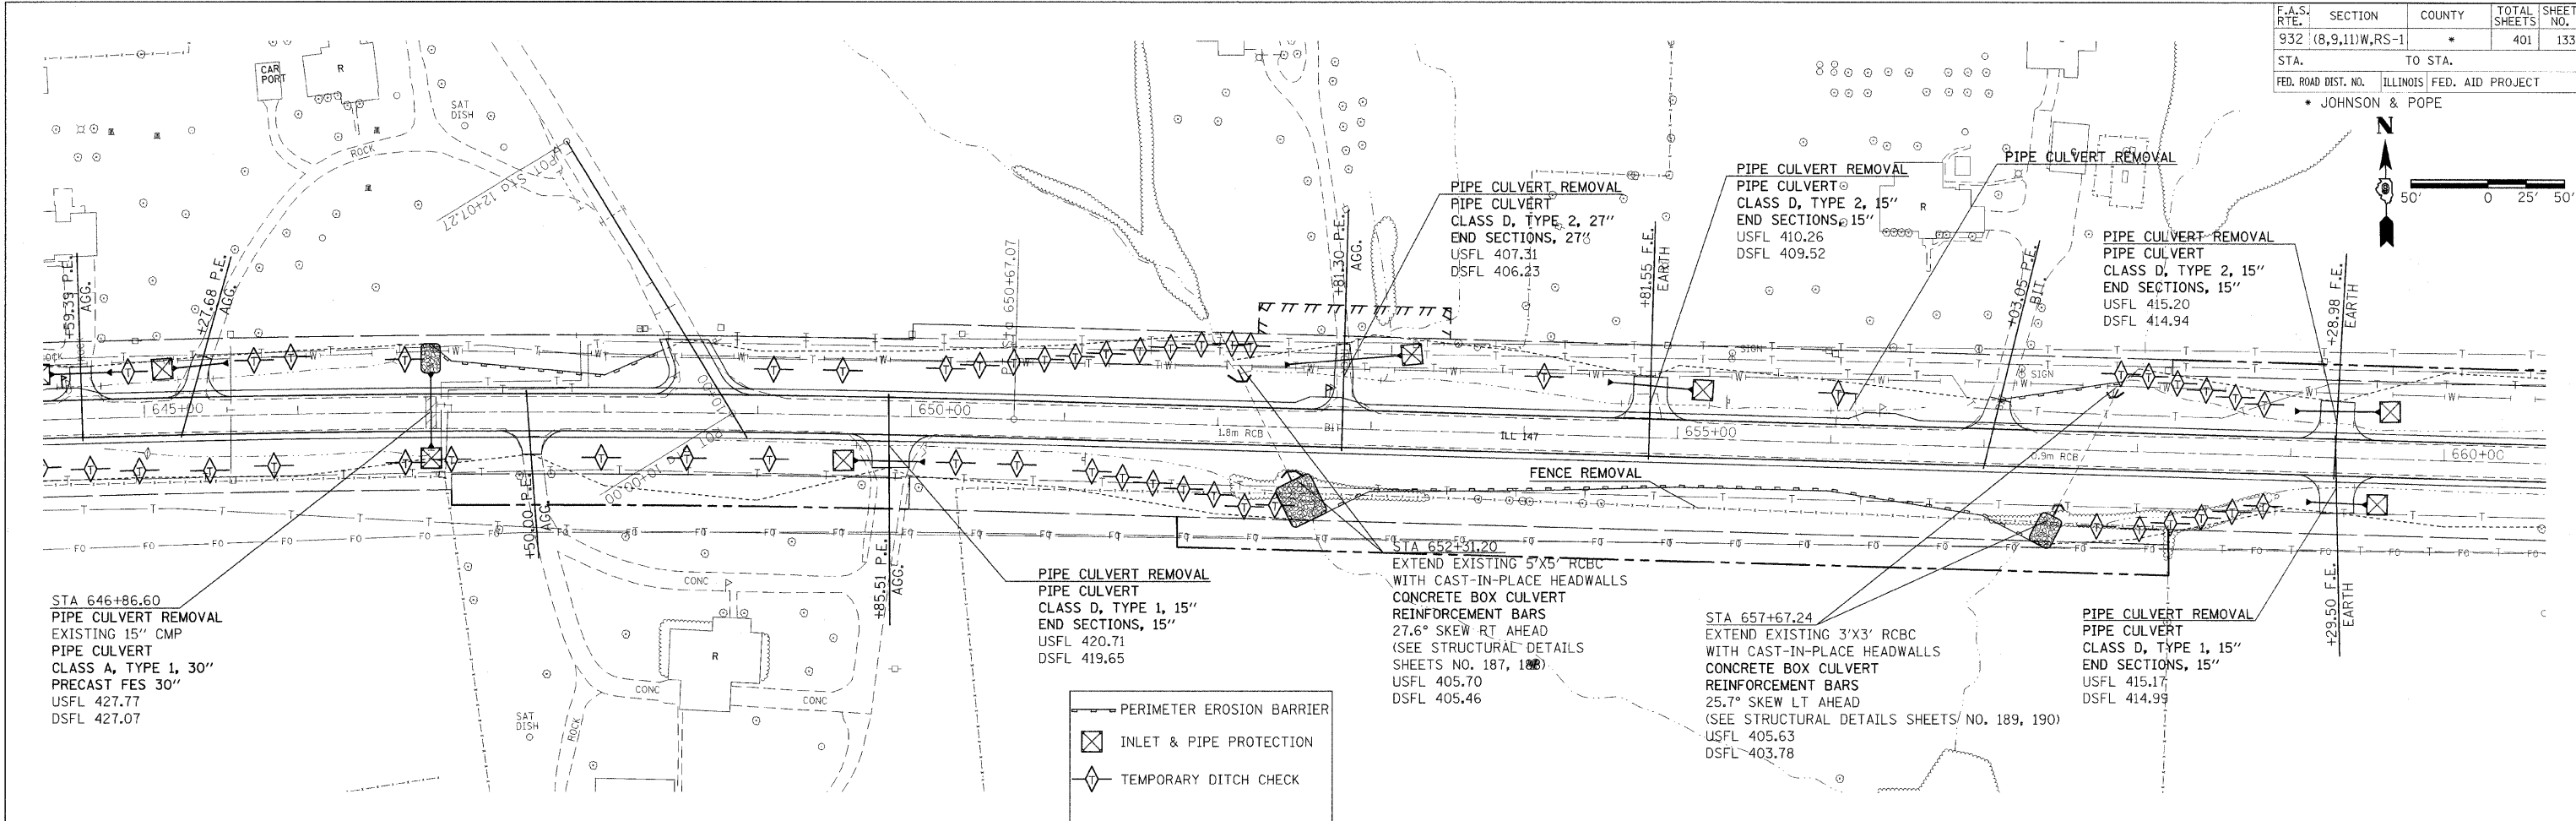 F.A.S. RTE. SECTION COUNTY TOTAL SHEETS SHEET NO.
932 (8,9,11)W,RS-1 * 401 133
STA. TO STA.
FED. ROAD DIST. NO. ILLINOIS FED. AID PROJECT
* JOHNSON & POPE
N
50' 0 25' 50'
CAR PORT
R
SAT DISH
ROCK
POT Sta 12+07.27
+59.39 P.E.
AGG.
+27.68 P.E.
AGG.
650+67.07
PIPE CULVERT REMOVAL
PIPE CULVERT
CLASS D, TYPE 2, 27"
END SECTIONS, 27"
USFL 407.31
DSFL 406.23
+81.30 P.E.
AGG.
PIPE CULVERT REMOVAL
PIPE CULVERT
CLASS D, TYPE 2, 15"
END SECTIONS, 15"
USFL 410.26
DSFL 409.52
+81.55 F.E.
EARTH
PIPE CULVERT REMOVAL
R
+03.05 P.E.
BIT.
PIPE CULVERT REMOVAL
PIPE CULVERT
CLASS D, TYPE 2, 15"
END SECTIONS, 15"
USFL 415.20
DSFL 414.94
+28.98 F.E.
EARTH
SIGN
SIGN
645+00
650+00
1.8m RCB
BIT
ILL 147
655+00
0.9m RCB
660+00
10+00
POT Sta 10+00.00
FENCE REMOVAL
+50.00 P.E.
AGG.
+85.51 P.E.
AGG.
+29.50 F.E.
EARTH
STA 646+86.60
PIPE CULVERT REMOVAL
EXISTING 15" CMP
PIPE CULVERT
CLASS A, TYPE 1, 30"
PRECAST FES 30"
USFL 427.77
DSFL 427.07
CONC
R
CONC
CONC
SAT DISH
ROCK
PIPE CULVERT REMOVAL
PIPE CULVERT
CLASS D, TYPE 1, 15"
END SECTIONS, 15"
USFL 420.71
DSFL 419.65
STA 652+31.20
EXTEND EXISTING 5'X5' RCBC
WITH CAST-IN-PLACE HEADWALLS
CONCRETE BOX CULVERT
REINFORCEMENT BARS
27.6° SKEW RT AHEAD
(SEE STRUCTURAL DETAILS
SHEETS NO. 187, 188)
USFL 405.70
DSFL 405.46
STA 657+67.24
EXTEND EXISTING 3'X3' RCBC
WITH CAST-IN-PLACE HEADWALLS
CONCRETE BOX CULVERT
REINFORCEMENT BARS
25.7° SKEW LT AHEAD
(SEE STRUCTURAL DETAILS SHEETS NO. 189, 190)
USFL 405.63
DSFL 403.78
PIPE CULVERT REMOVAL
PIPE CULVERT
CLASS D, TYPE 1, 15"
END SECTIONS, 15"
USFL 415.17
DSFL 414.99
PERIMETER EROSION BARRIER
INLET & PIPE PROTECTION
T TEMPORARY DITCH CHECK